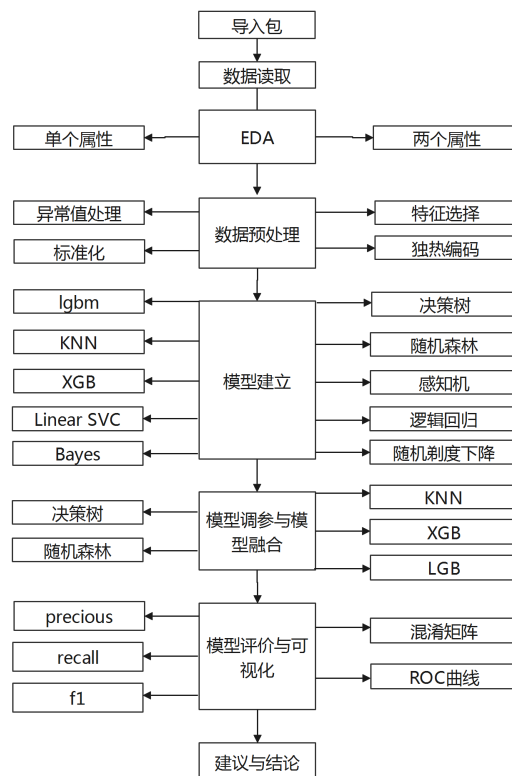 导入包
数据读取
单个属性
EDA
两个属性
异常值处理
标准化
数据预处理
特征选择
独热编码
lgbm
KNN
XGB
Linear SVC
Bayes
模型建立
决策树
随机森林
感知机
逻辑回归
随机剃度下降
决策树
随机森林
模型调参与模
型融合
KNN
XGB
LGB
precious
recall
f1
模型评价与可
视化
混淆矩阵
ROC曲线
建议与结论